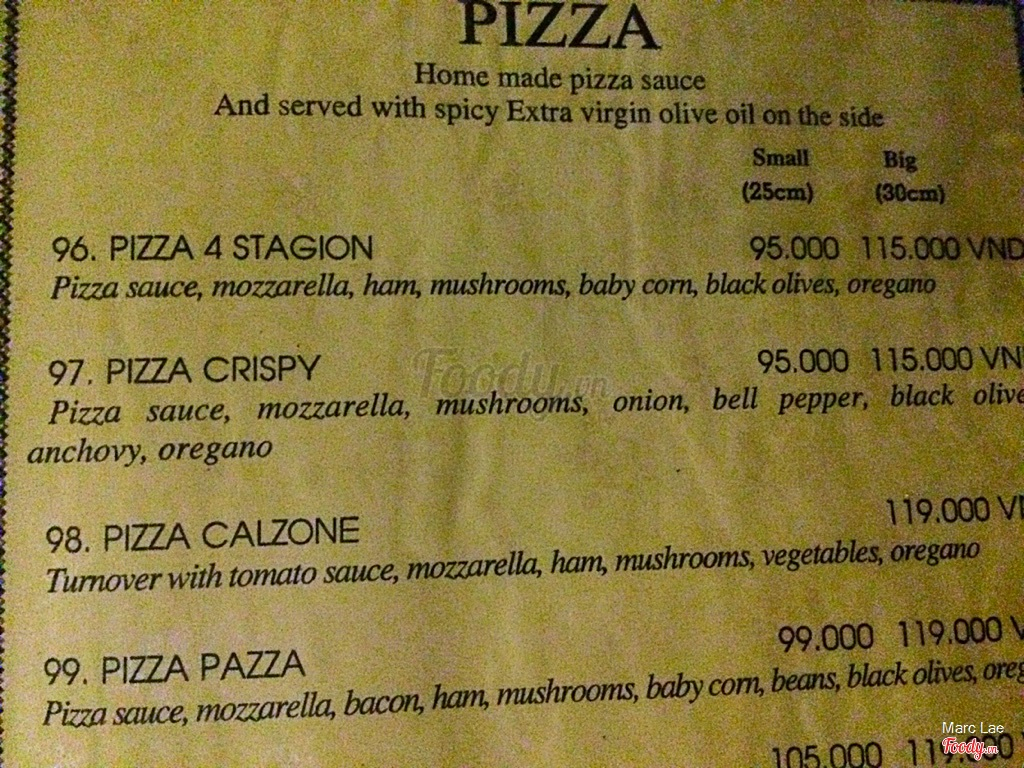 PIZZA
Home made pizza sauce
And served with spicy Extra virgin olive oil on the side
Small Big
(25cm) (30cm)
96. PIZZA 4 STAGION 95.000 115.000 VND
Pizza sauce, mozzarella, ham, mushrooms, baby corn, black olives, oregano
97. PIZZA CRISPY 95.000 115.000 VN
Foody.vn
Pizza sauce, mozzarella, mushrooms, onion, bell pepper, black olive
anchovy, oregano
98. PIZZA CALZONE 119.000 V
Turnover with tomato sauce, mozzarella, ham, mushrooms, vegetables, oregano
99. PIZZA PAZZA 99.000 119.000 V
Pizza sauce, mozzarella, bacon, ham, mushrooms, baby corn, beans, black olives, oreg
Marc Lae
Foody.vn
105.000